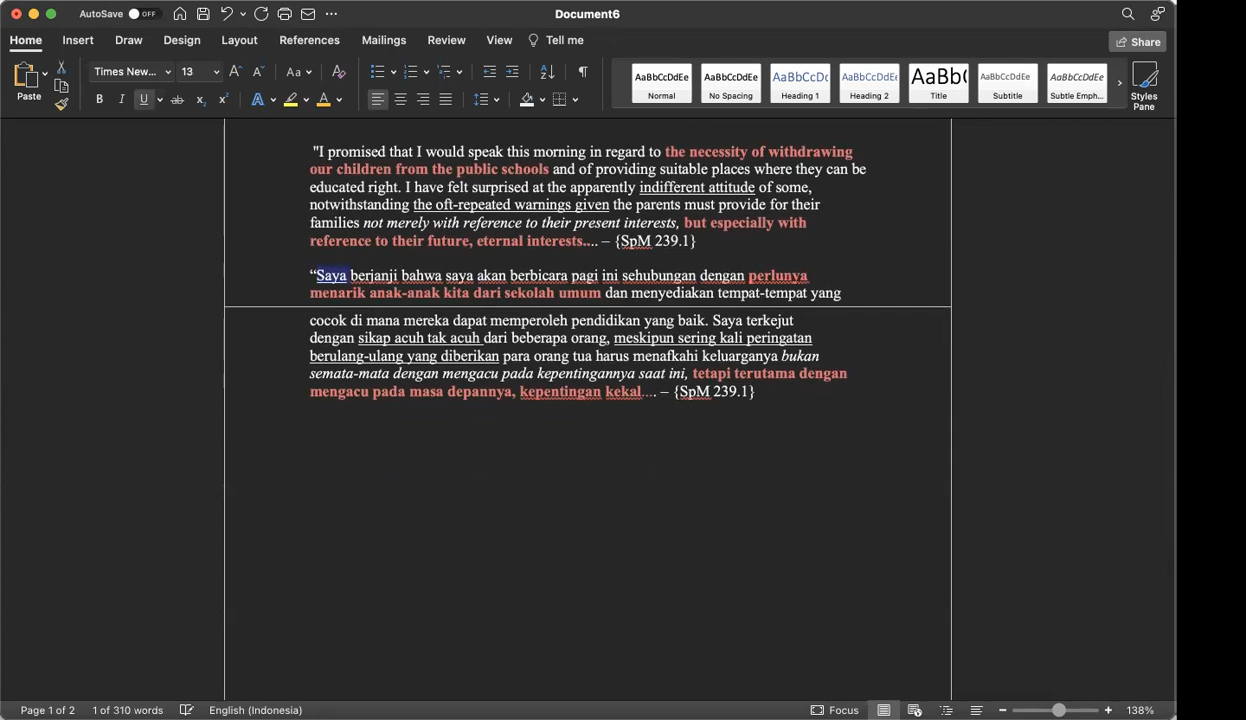 AutoSave OFF
Document6
Home Insert Draw Design Layout References Mailings Review View Tell me
Share
Paste
Times New... 13
Aa
B I U ab x₂ x²
A A
AaBbCcDdEe Normal
AaBbCcDdEe No Spacing
AaBbCcDc Heading 1
AaBbCcDdEe Heading 2
AaBb( Title
AaBbCcDdEe Subtitle
AaBbCcDdEe Subtle Emph...
Styles Pane
"I promised that I would speak this morning in regard to the necessity of withdrawing
our children from the public schools and of providing suitable places where they can be
educated right. I have felt surprised at the apparently indifferent attitude of some,
notwithstanding the oft-repeated warnings given the parents must provide for their
families not merely with reference to their present interests, but especially with
reference to their future, eternal interests.... – {SpM 239.1}
“Saya berjanji bahwa saya akan berbicara pagi ini sehubungan dengan perlunya
menarik anak-anak kita dari sekolah umum dan menyediakan tempat-tempat yang
cocok di mana mereka dapat memperoleh pendidikan yang baik. Saya terkejut
dengan sikap acuh tak acuh dari beberapa orang, meskipun sering kali peringatan
berulang-ulang yang diberikan para orang tua harus menafkahi keluarganya bukan
semata-mata dengan mengacu pada kepentingannya saat ini, tetapi terutama dengan
mengacu pada masa depannya, kepentingan kekal.... – {SpM 239.1}
Page 1 of 2 1 of 310 words English (Indonesia) Focus 138%